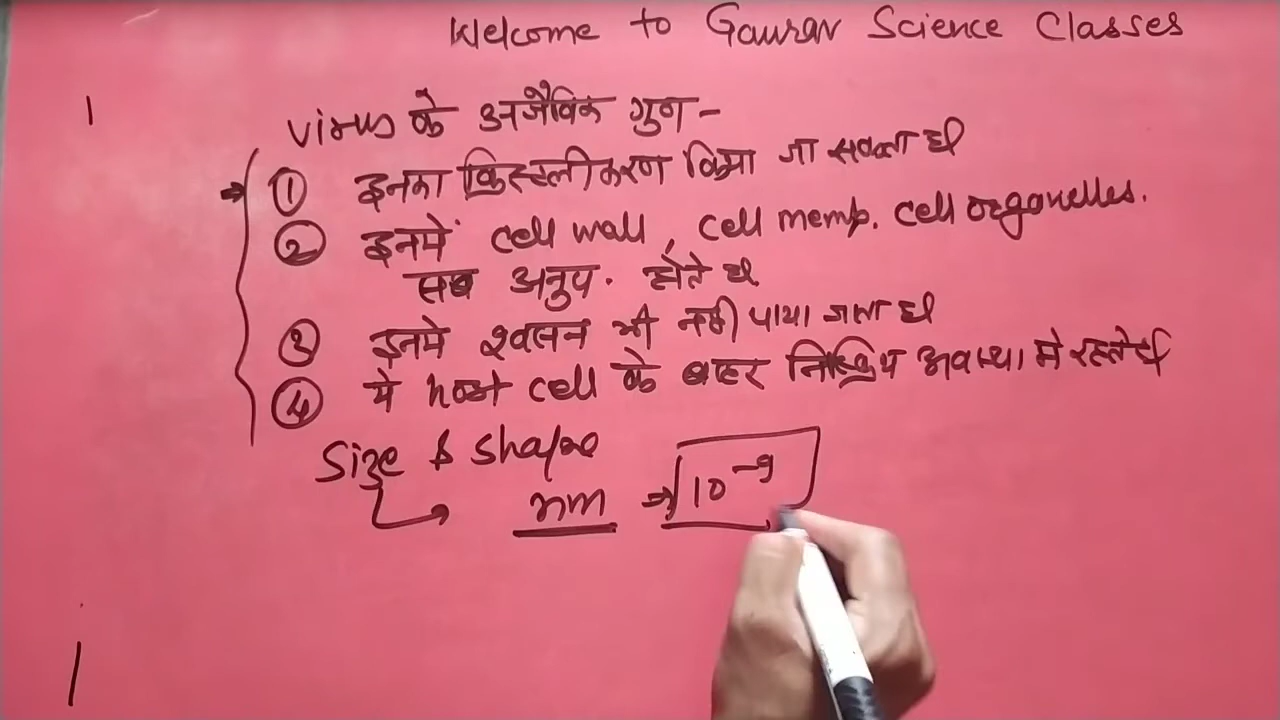 Welcome to Gaurav Science Classes
Virus के अजैविक गुण -
① इनका क्रिस्टलीकरण किया जा सकता है
② इनमें cell wall, cell memb. cell organelles.
सब अनुप. होते है
③ इनमे श्वसन भी नही पाया जाता है
④ ये host cell के बाहर निष्क्रिय अवस्था मे रहते है
Size & shape
nm ⇒ 10⁻⁹